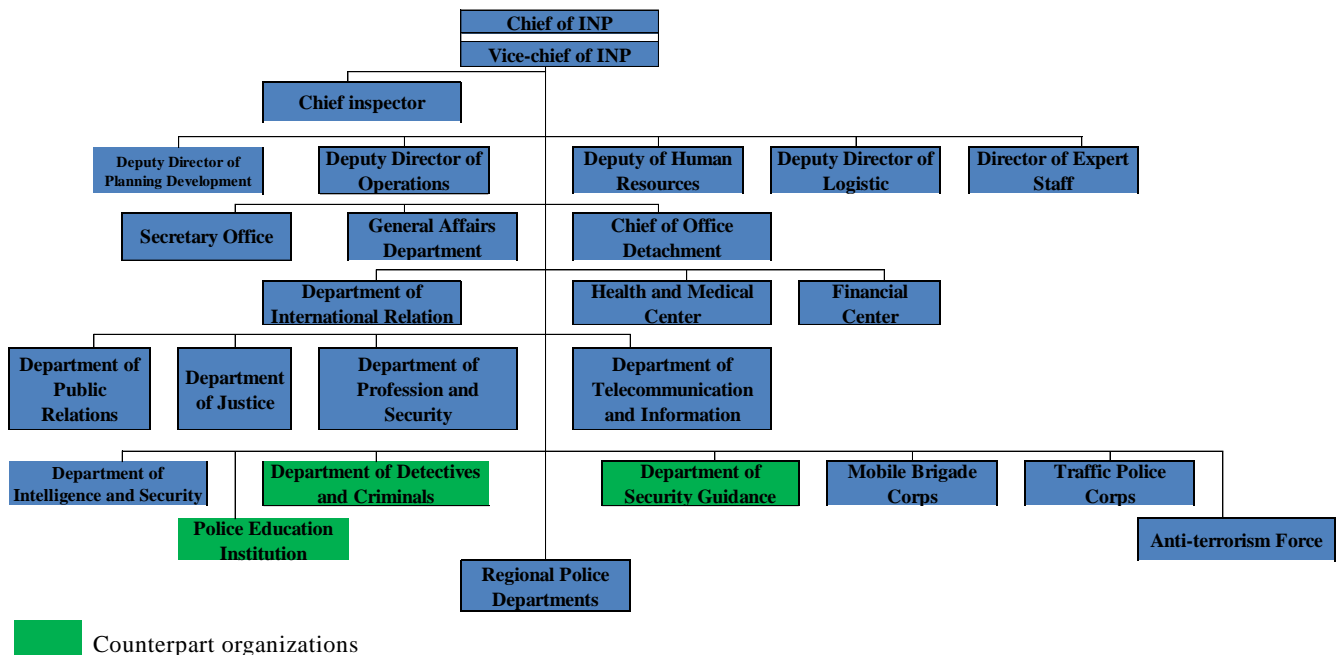 Chief of INP
Vice-chief of INP
Chief inspector
Deputy Director of
Planning Development
Deputy Director of
Operations
Deputy of Human
Resources
Deputy Director of
Logistic
Director of Expert
Staff
Secretary Office
General Affairs
Department
Chief of Office
Detachment
Department of
International Relation
Health and Medical
Center
Financial
Center
Department of
Public
Relations
Department
of Justice
Department of
Profession and
Security
Department of
Telecommunication
and Information
Department of
Intelligence and Security
Department of Detectives
and Criminals
Department of
Security Guidance
Mobile Brigade
Corps
Traffic Police
Corps
Police Education
Institution
Anti-terrorism Force
Regional Police
Departments
Counterpart organizations